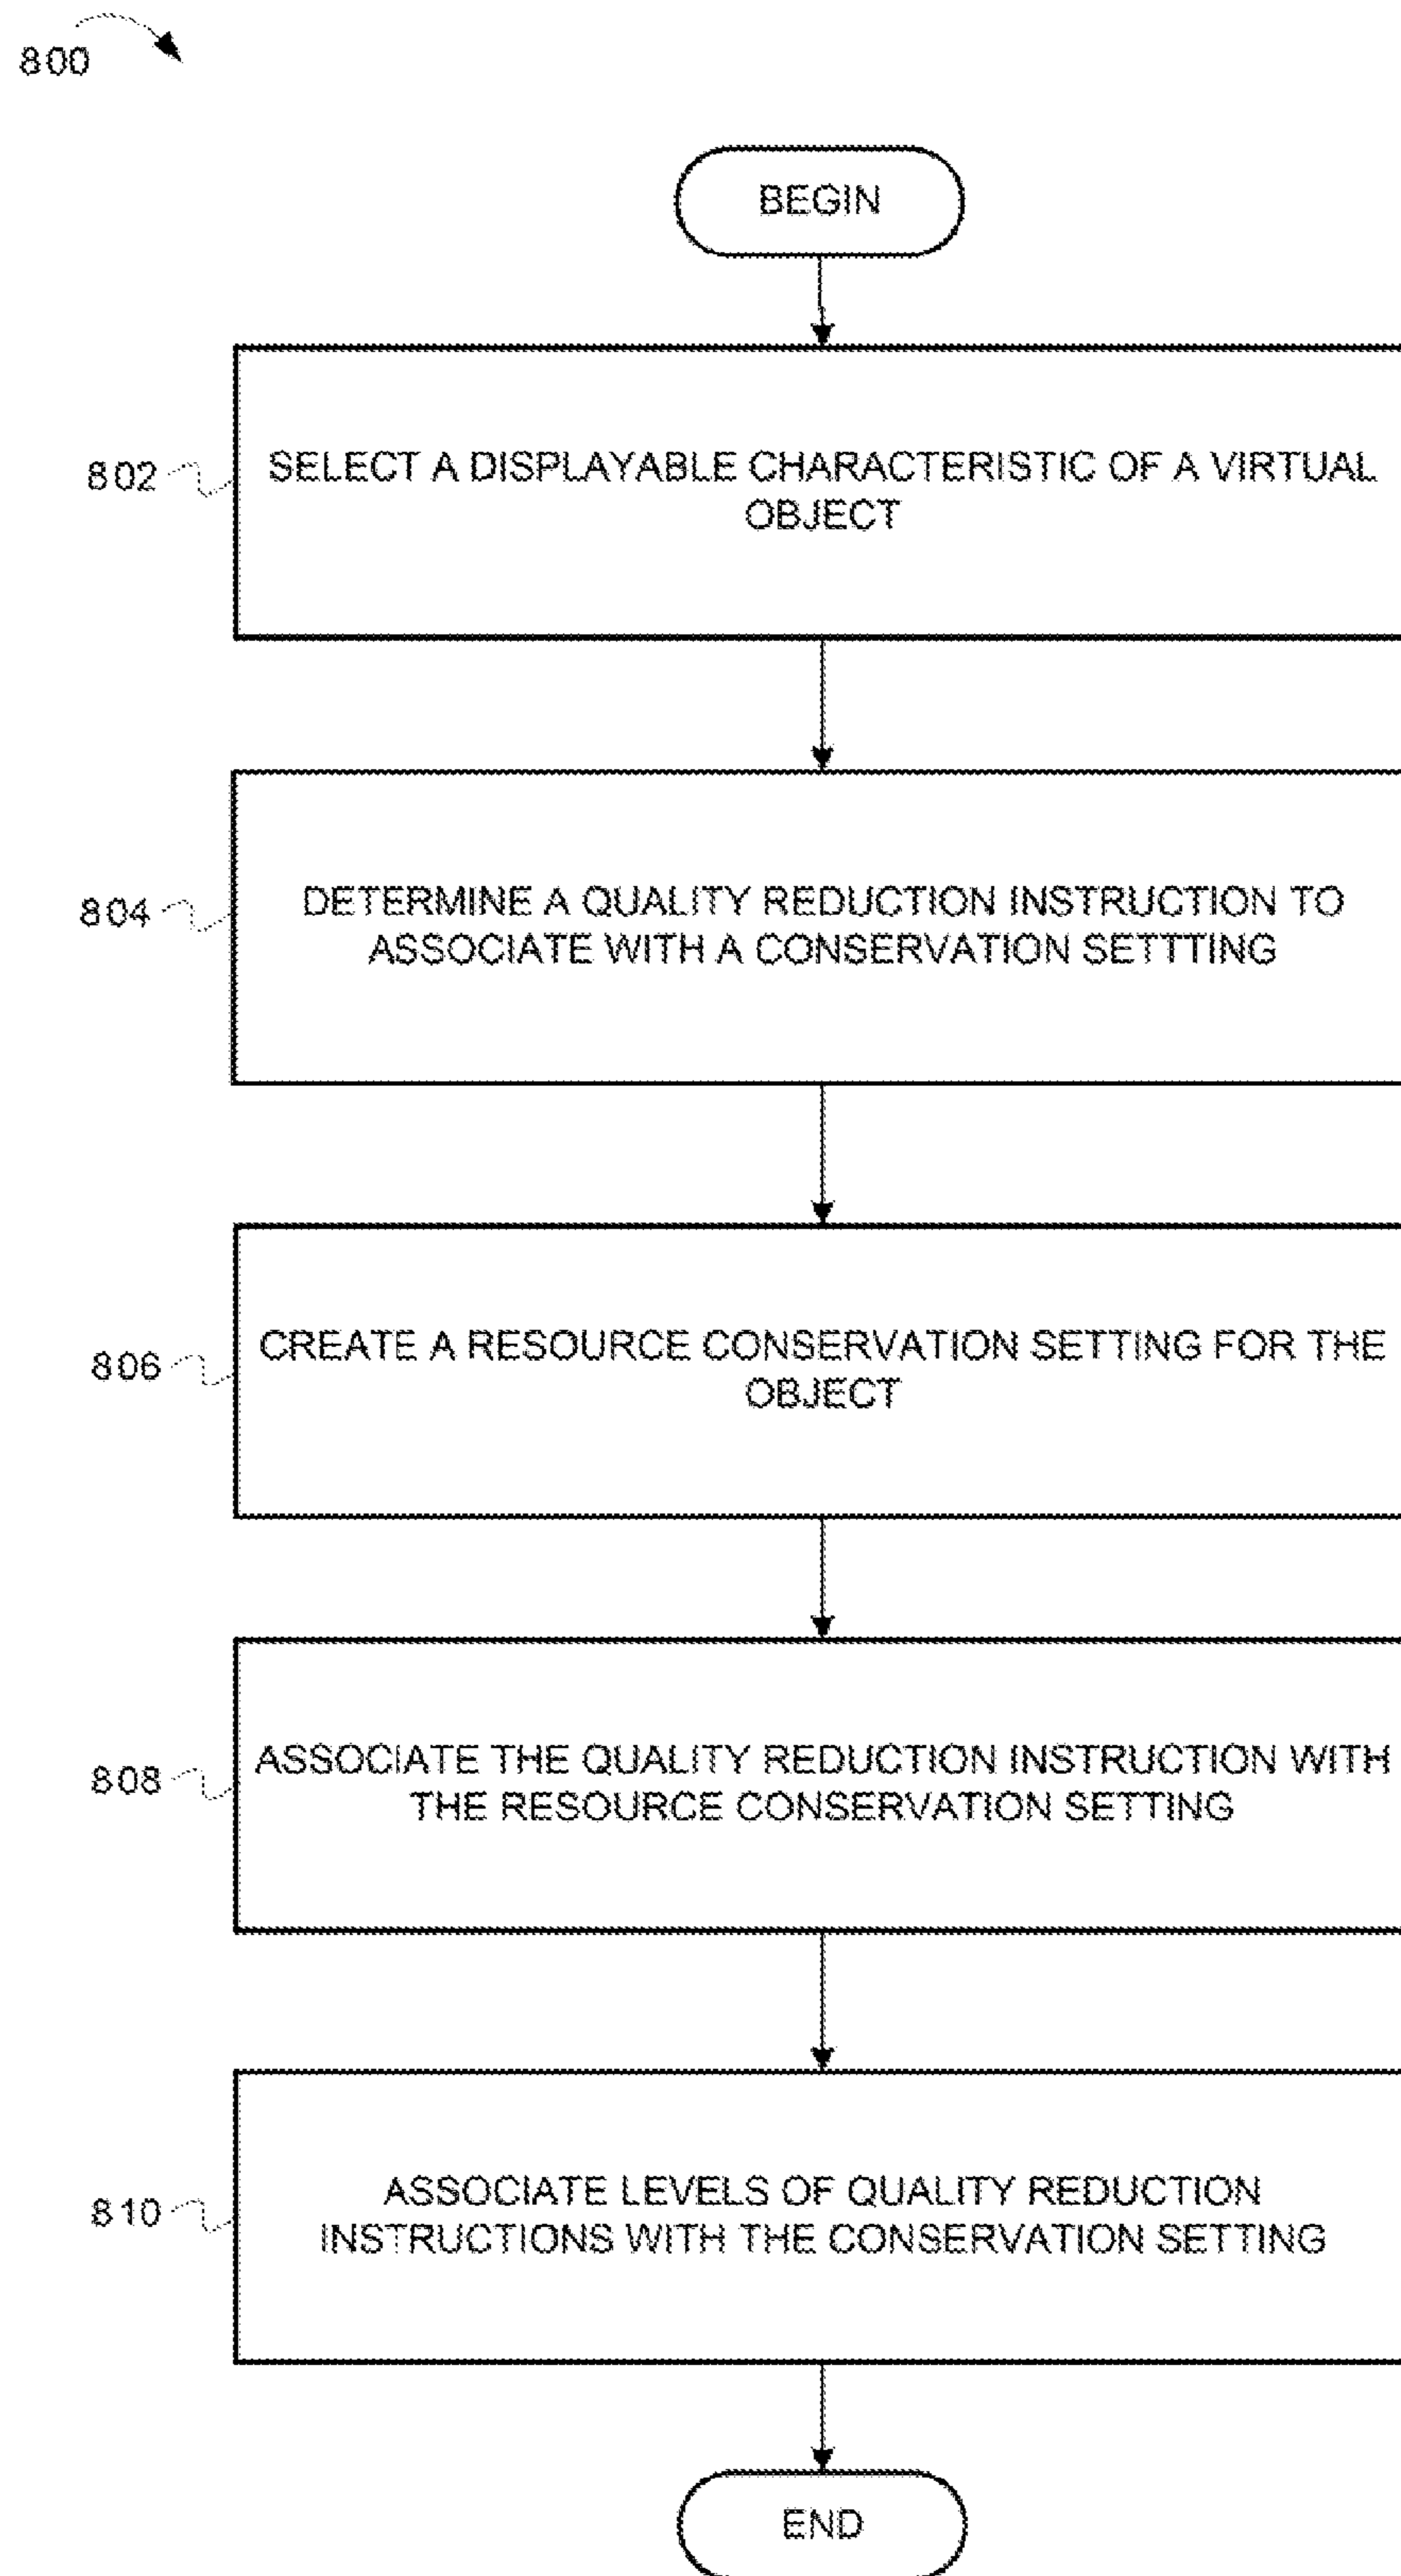 800
BEGIN
802
SELECT A DISPLAYABLE CHARACTERISTIC OF A VIRTUAL
OBJECT
804
DETERMINE A QUALITY REDUCTION INSTRUCTION TO
ASSOCIATE WITH A CONSERVATION SETTTING
806
CREATE A RESOURCE CONSERVATION SETTING FOR THE
OBJECT
808
ASSOCIATE THE QUALITY REDUCTION INSTRUCTION WITH
THE RESOURCE CONSERVATION SETTING
810
ASSOCIATE LEVELS OF QUALITY REDUCTION
INSTRUCTIONS WITH THE CONSERVATION SETTING
END